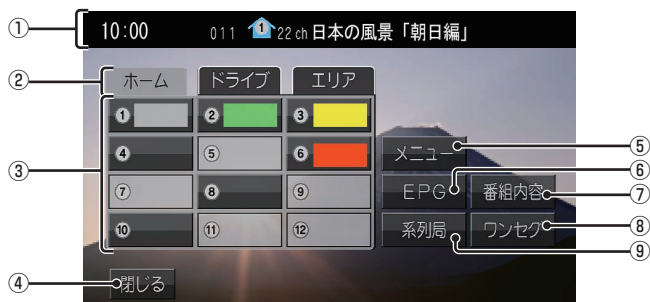 ① 10:00 011 ① 22 ch 日本の風景「朝日編」
② ホーム ドライブ エリア
③
① ② ③
④ ⑤ ⑥
⑦ ⑧ ⑨
⑩ ⑪ ⑫
メニュー ⑤
EPG ⑥ 番組内容 ⑦
系列局 ⑨ ワンセグ ⑧
④ 閉じる